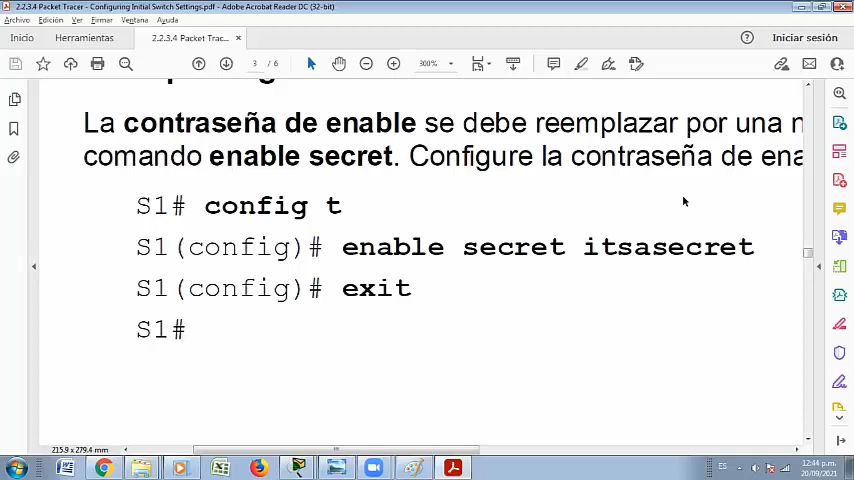 2.2.3.4 Packet Tracer - Configuring Initial Switch Settings.pdf - Adobe Acrobat Reader DC (32-bit)
Archivo Edición Ver Firmar Ventana Ayuda
Inicio Herramientas 2.2.3.4 Packet Trac... × Iniciar sesión
3 / 6 300%
La contraseña de enable se debe reemplazar por una n
comando enable secret. Configure la contraseña de ena
S1# config t
S1(config)# enable secret itsasecret
S1(config)# exit
S1#
215.9 x 279.4 mm
ES 12:44 p.m.
20/09/2021